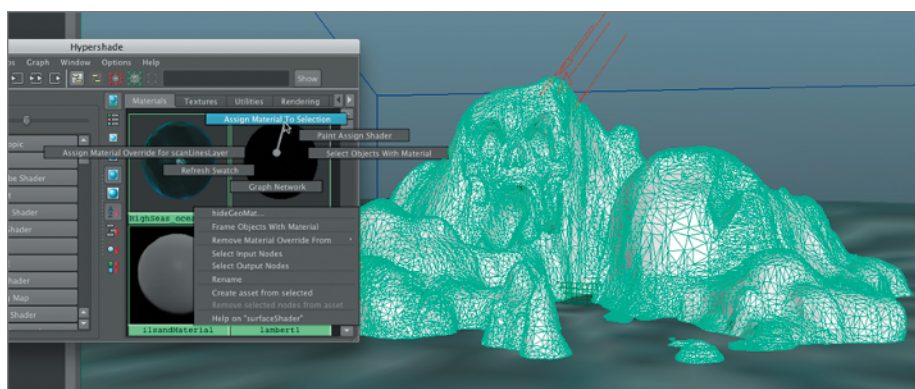 Hypershade
Graph Window Options Help
Show
Materials Textures Utilities Rendering
Assign Material To Selection
Paint Assign Shader
Assign Material Override for scanLinesLayer
Select Objects With Material
Refresh Swatch
Graph Network
HighSeas_ocea
hideGeoMat...
Frame Objects With Material
Remove Material Override From
Select Input Nodes
Select Output Nodes
Rename
Create asset from selected
Remove selected nodes from asset
Help on "surfaceShader"
Shader
Shader
Shader
Map
Shader
ilsandMaterial lambert1